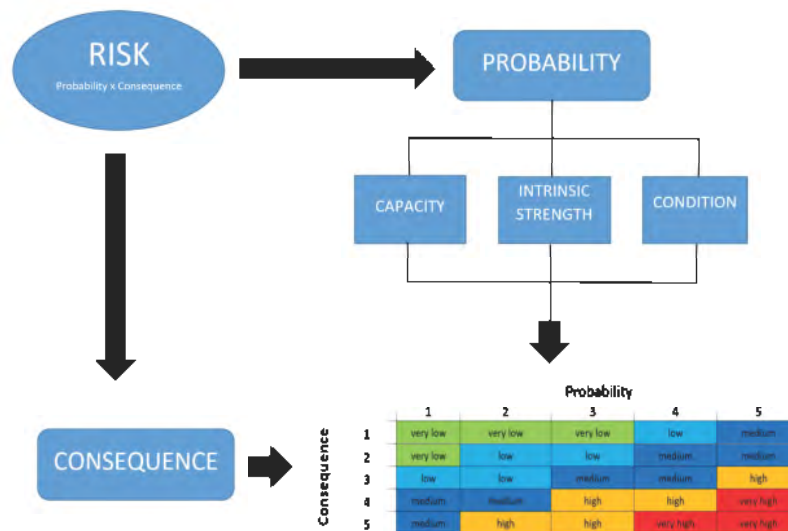 RISK
Probability x Consequence
PROBABILITY
CAPACITY
INTRINSIC
STRENGTH
CONDITION
CONSEQUENCE
Probability
1 2 3 4 5
Consequence
1 very low very low very low low medium
2 very low low low medium medium
3 low low medium medium high
4 medium medium high high very high
5 medium high high very high very high